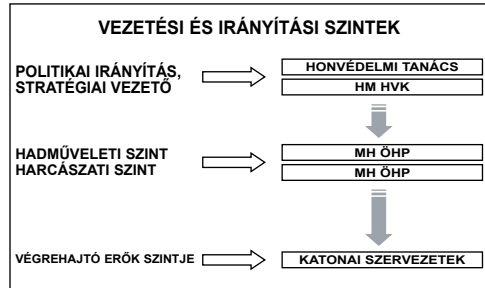 VEZETÉSI ÉS IRÁNYÍTÁSI SZINTEK
POLITIKAI IRÁNYÍTÁS,
STRATÉGIAI VEZETŐ
HONVÉDELMI TANÁCS
HM HVK
HADMŰVELETI SZINT
HARCÁSZATI SZINT
MH ÖHP
MH ÖHP
VÉGREHAJTÓ ERŐK SZINTJE
KATONAI SZERVEZETEK